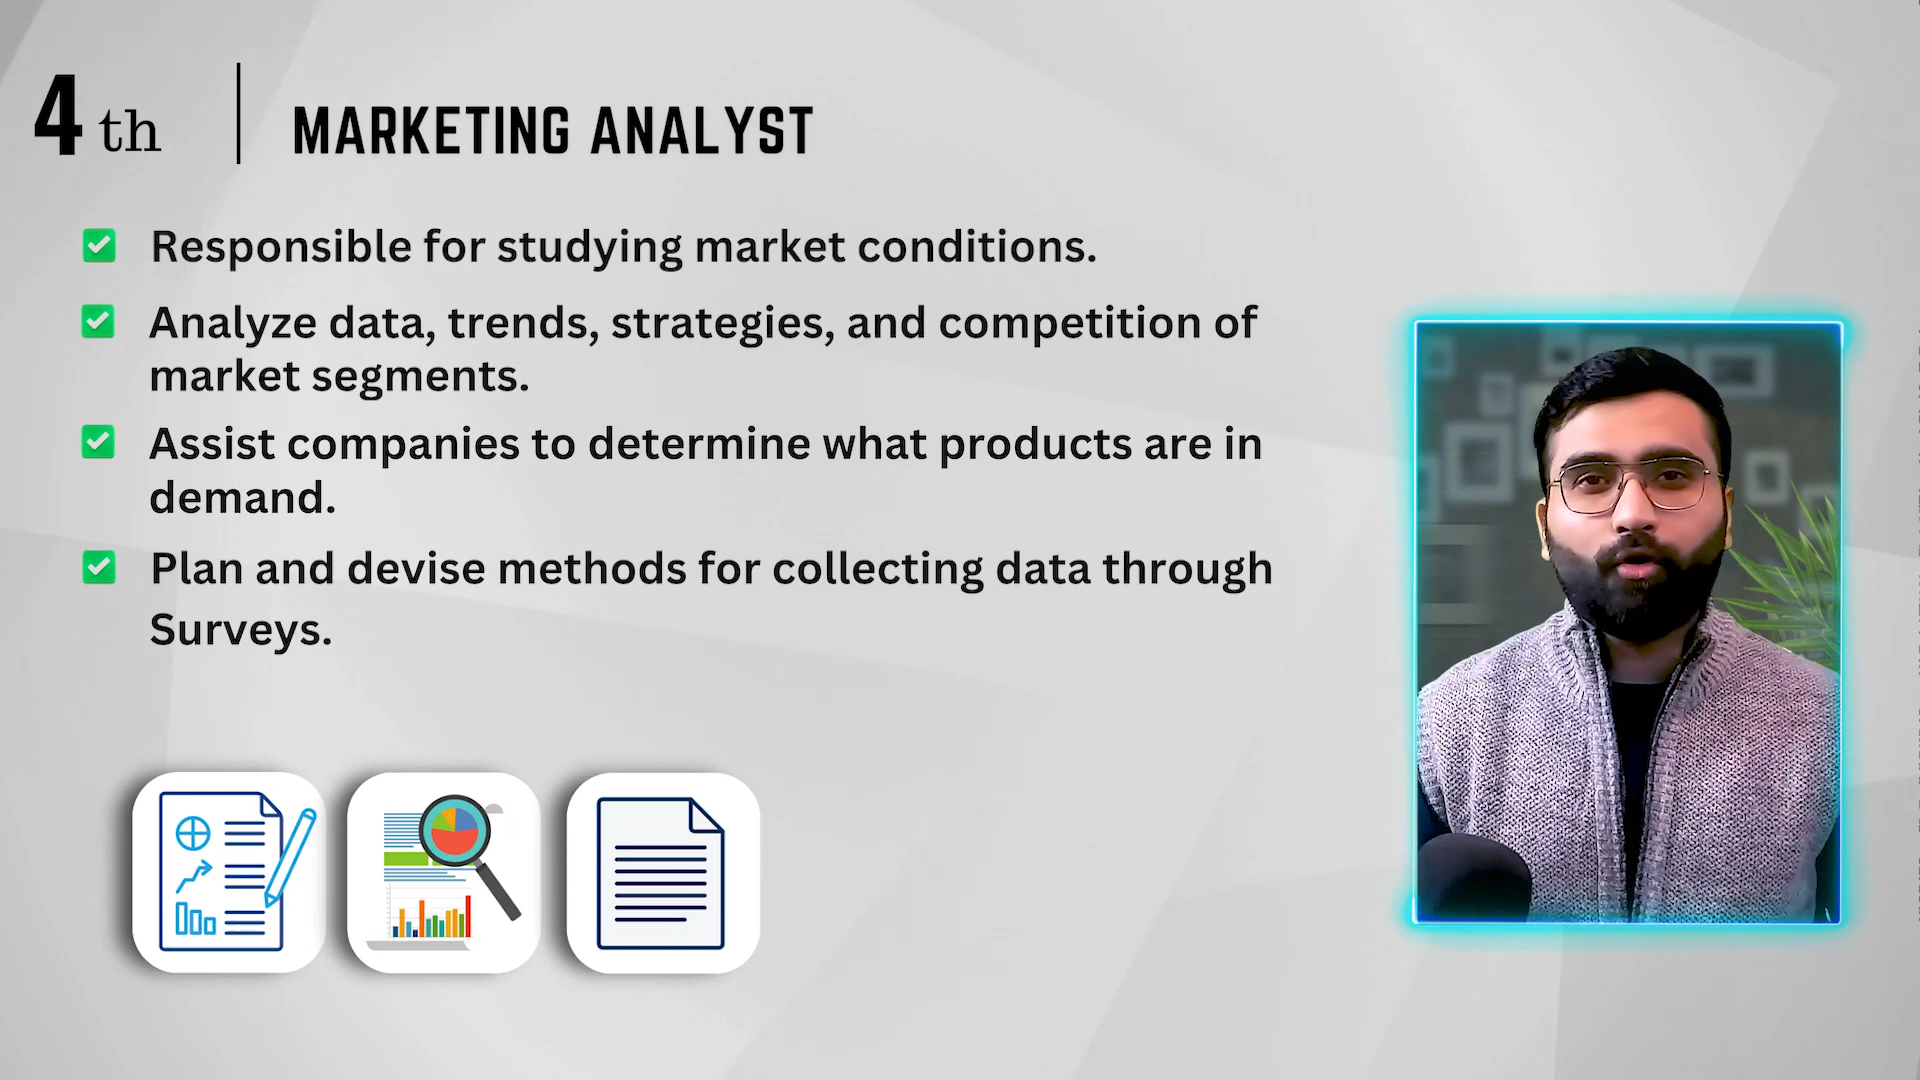 4 th
MARKETING ANALYST
Responsible for studying market conditions.
Analyze data, trends, strategies, and competition of
market segments.
Assist companies to determine what products are in
demand.
Plan and devise methods for collecting data through
Surveys.